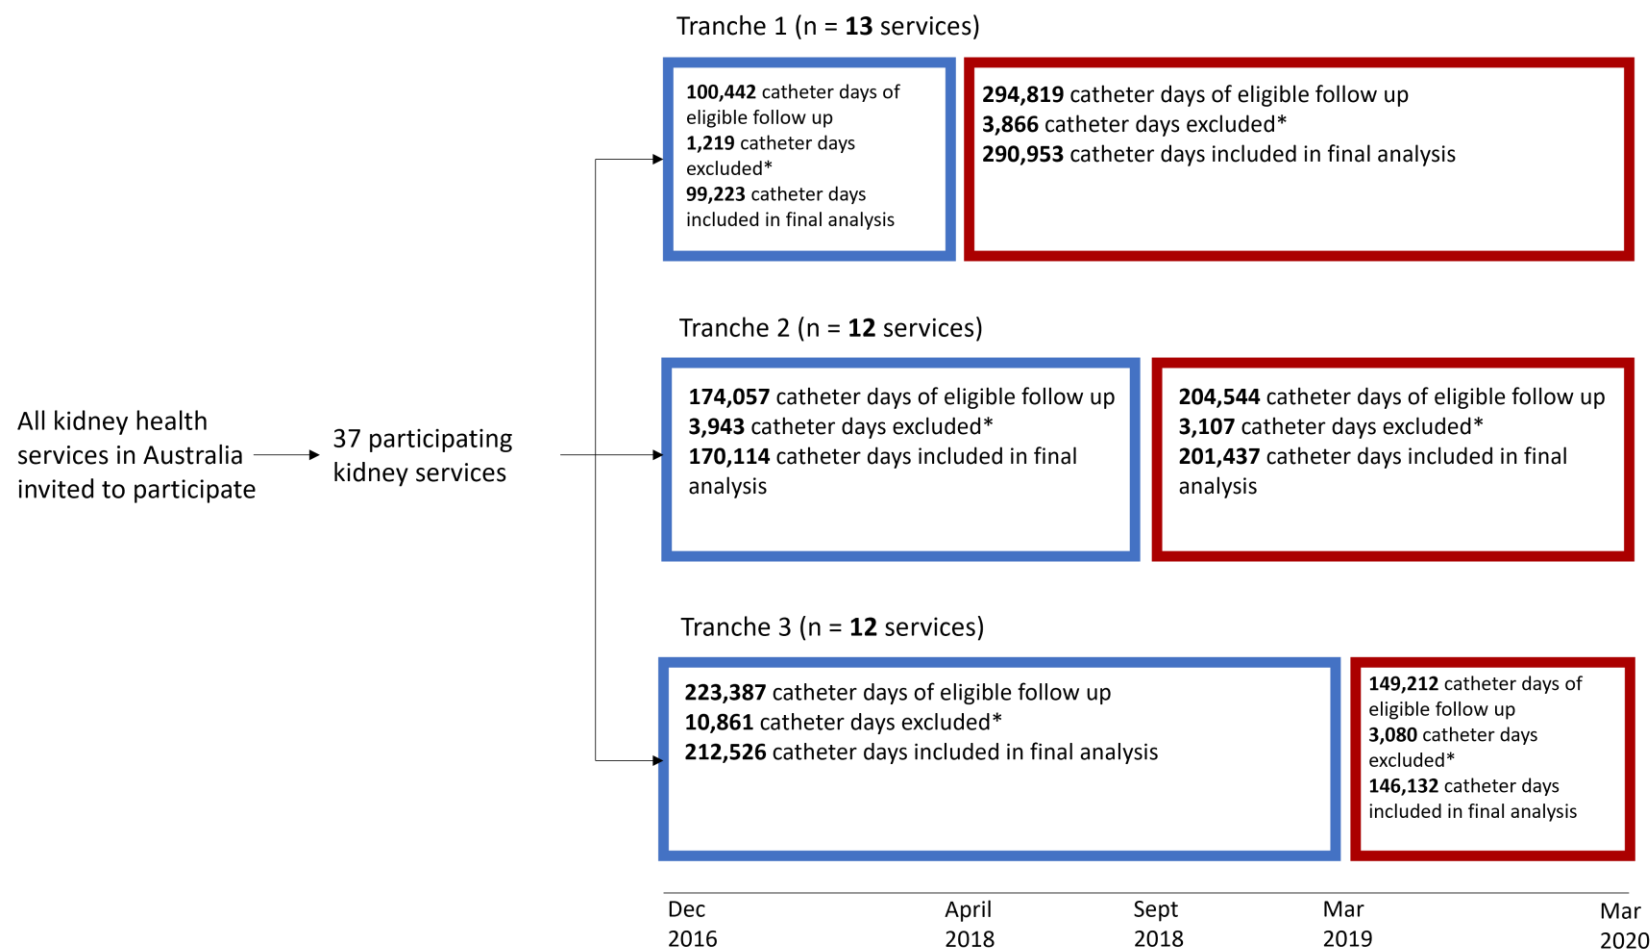 Tranche 1 (n = 13 services)
100,442 catheter days of
eligible follow up
1,219 catheter days
excluded*
99,223 catheter days
included in final analysis
294,819 catheter days of eligible follow up
3,866 catheter days excluded*
290,953 catheter days included in final analysis
Tranche 2 (n = 12 services)
All kidney health
services in Australia
invited to participate
37 participating
kidney services
174,057 catheter days of eligible follow up
3,943 catheter days excluded*
170,114 catheter days included in final
analysis
204,544 catheter days of eligible follow up
3,107 catheter days excluded*
201,437 catheter days included in final
analysis
Tranche 3 (n = 12 services)
223,387 catheter days of eligible follow up
10,861 catheter days excluded*
212,526 catheter days included in final analysis
149,212 catheter days of
eligible follow up
3,080 catheter days
excluded*
146,132 catheter days
included in final analysis
Dec
2016
April
2018
Sept
2018
Mar
2019
Mar
2020